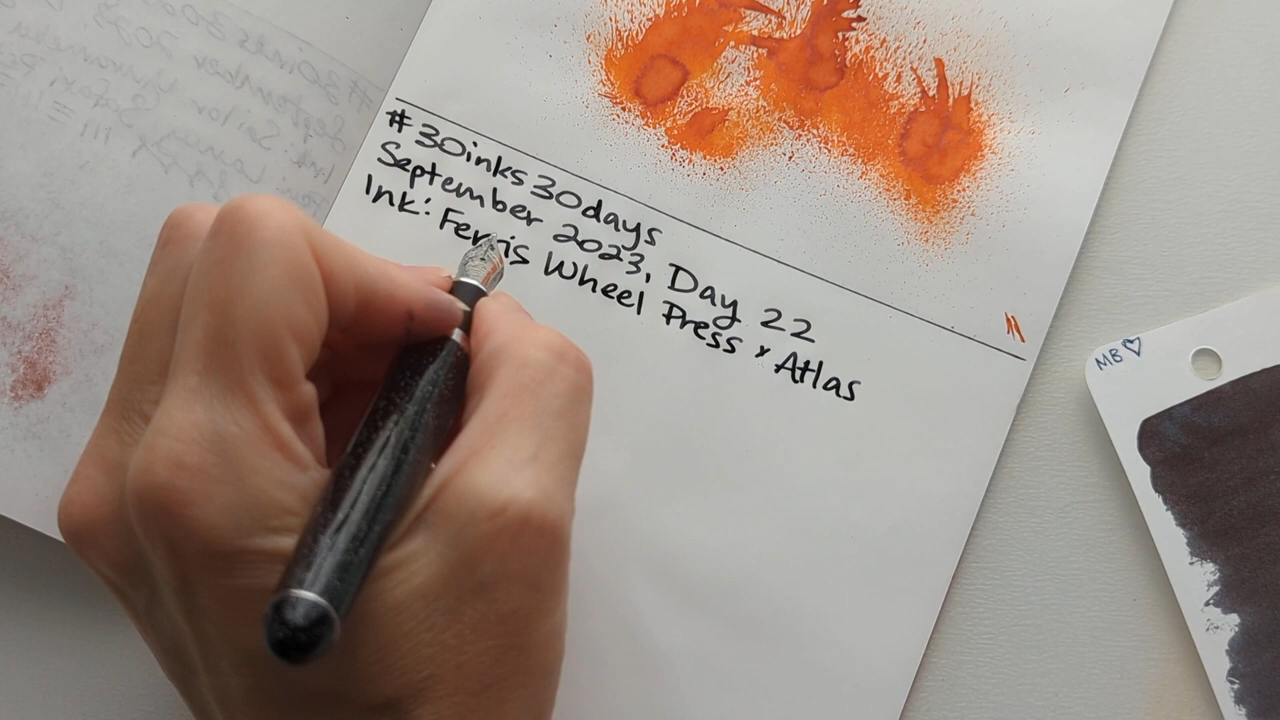 #30inks30days
September 2023, Day 22
Ink: Ferris Wheel Press x Atlas
MB♡